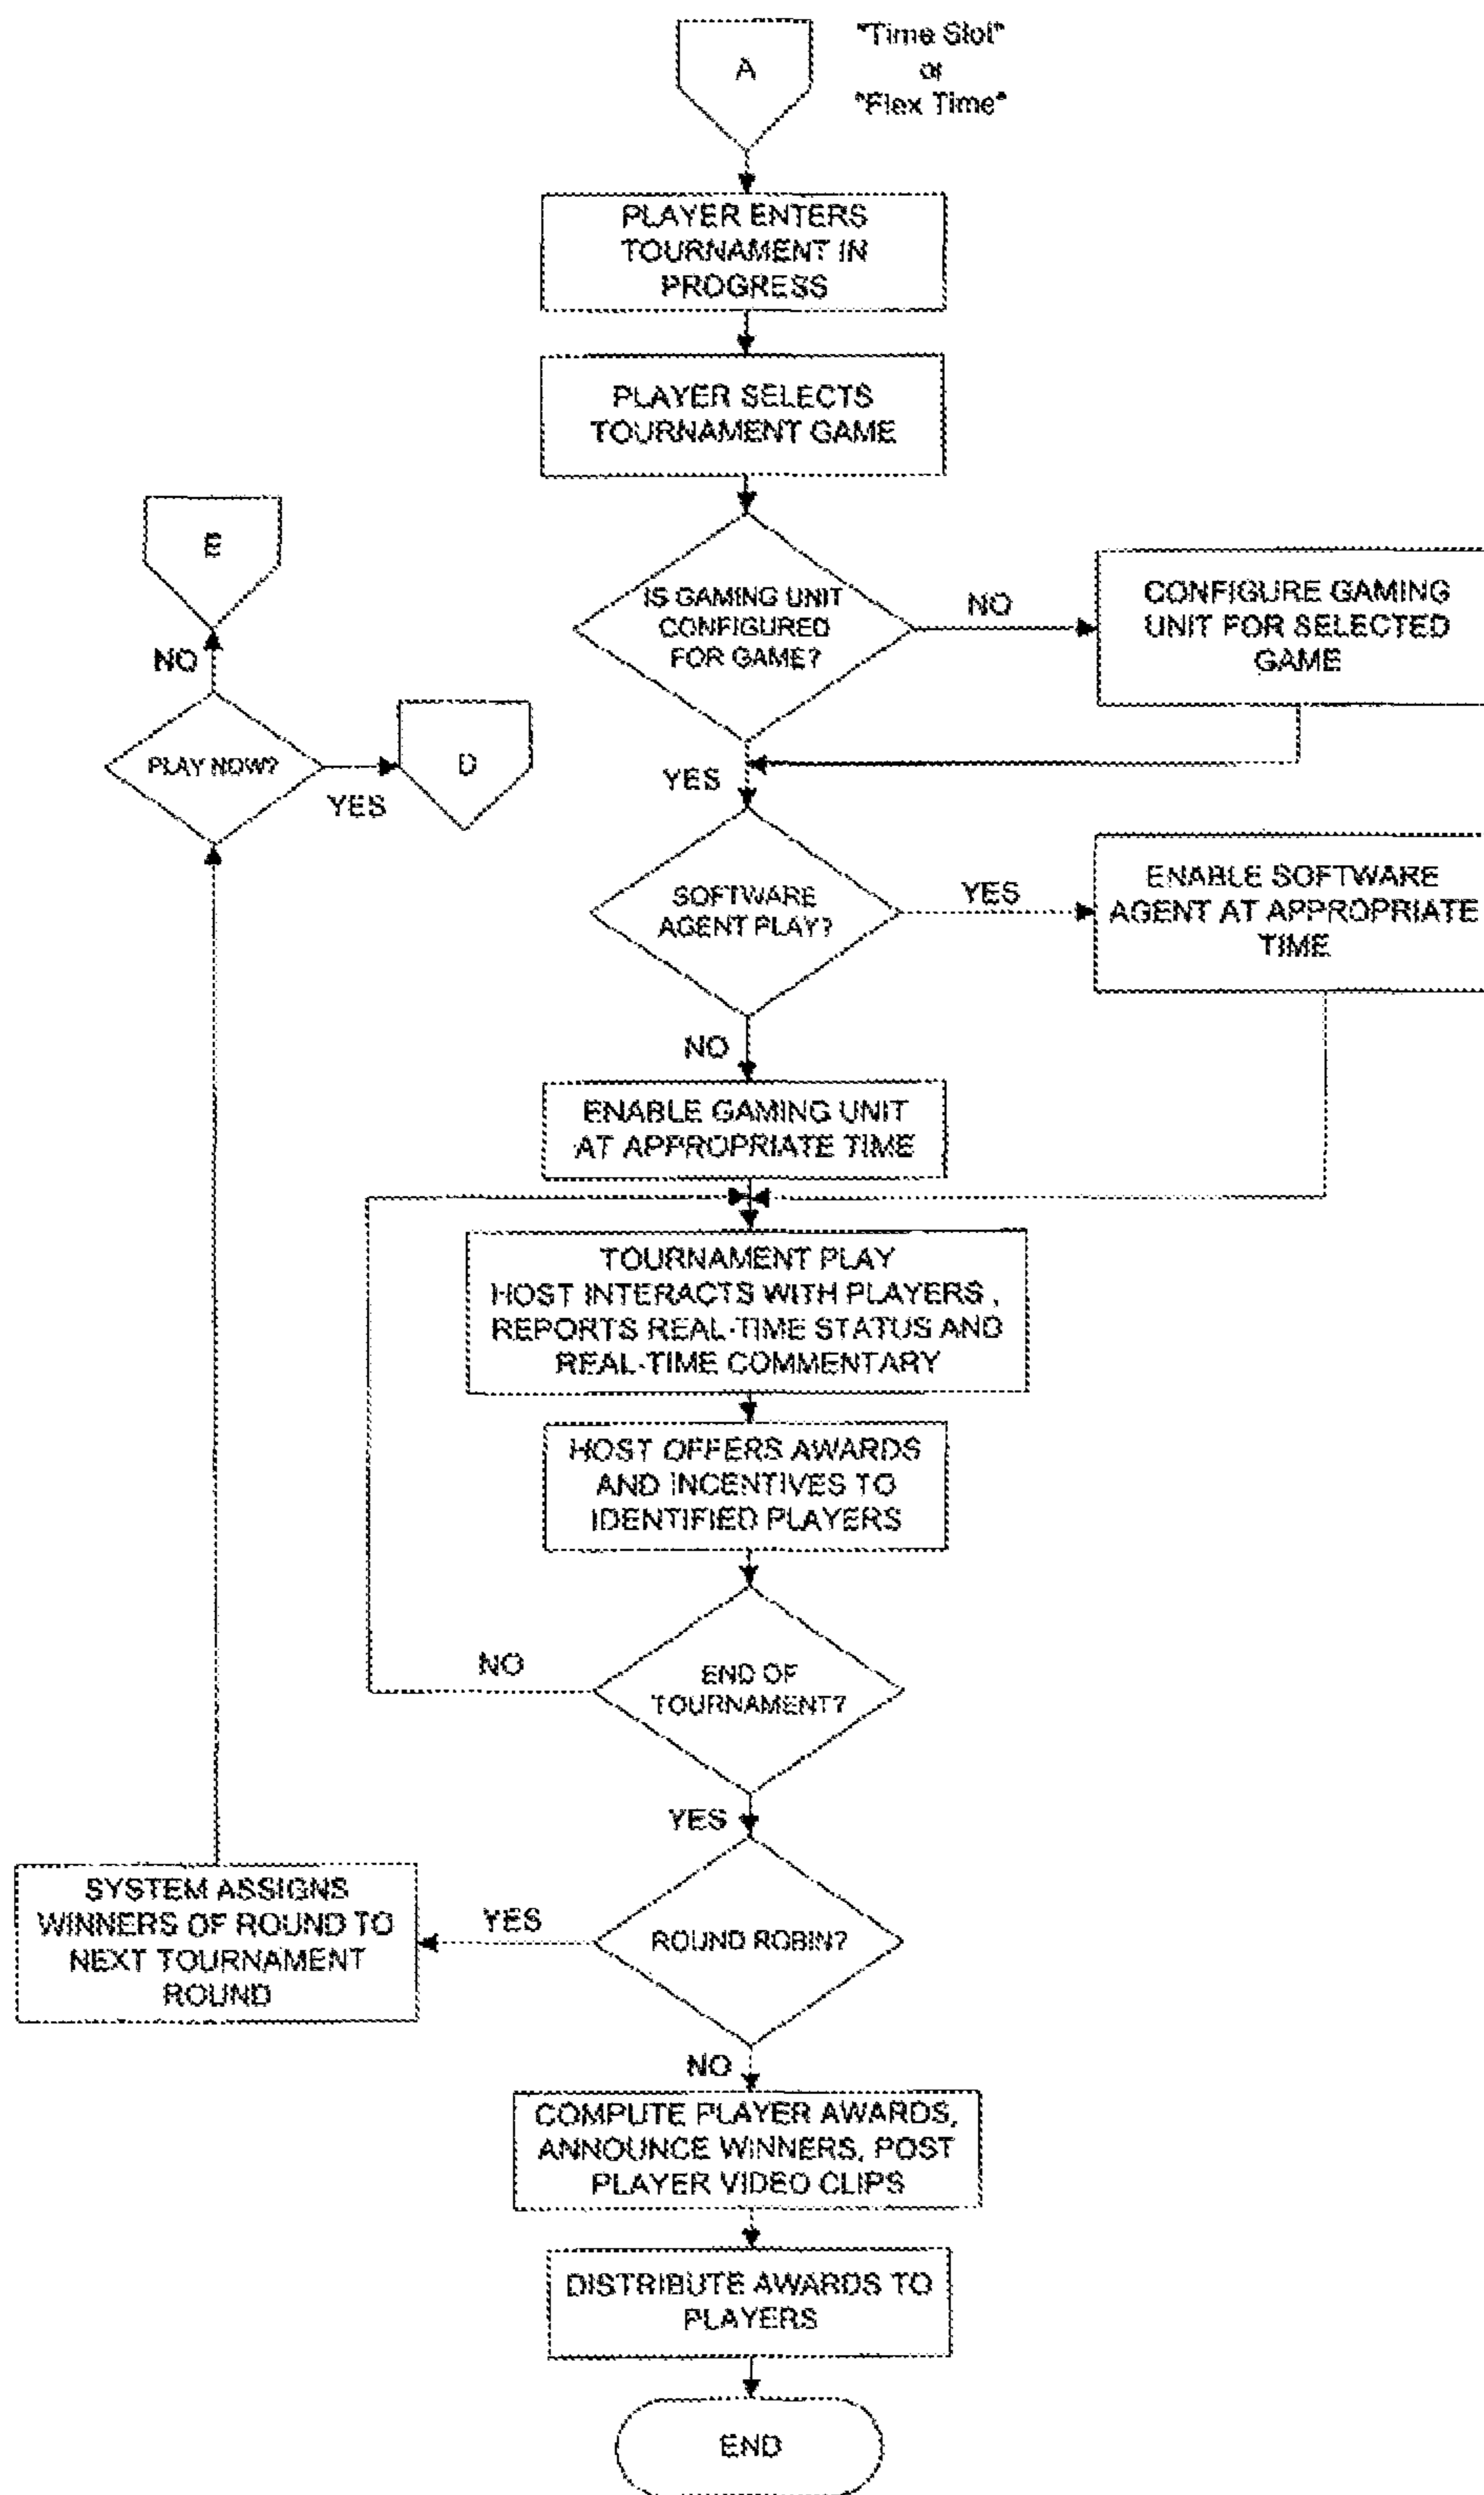 A
"Time Slot"
or
"Flex Time"
PLAYER ENTERS
TOURNAMENT IN
PROGRESS
PLAYER SELECTS
TOURNAMENT GAME
E
IS GAMING UNIT
CONFIGURED
FOR GAME?
NO
CONFIGURE GAMING
UNIT FOR SELECTED
GAME
NO
PLAY NOW?
YES
D
YES
SOFTWARE
AGENT PLAY?
YES
ENABLE SOFTWARE
AGENT AT APPROPRIATE
TIME
NO
ENABLE GAMING UNIT
AT APPROPRIATE TIME
TOURNAMENT PLAY
HOST INTERACTS WITH PLAYERS ,
REPORTS REAL-TIME STATUS AND
REAL-TIME COMMENTARY
HOST OFFERS AWARDS
AND INCENTIVES TO
IDENTIFIED PLAYERS
NO
END OF
TOURNAMENT?
YES
SYSTEM ASSIGNS
WINNERS OF ROUND TO
NEXT TOURNAMENT
ROUND
YES
ROUND ROBIN?
NO
COMPUTE PLAYER AWARDS,
ANNOUNCE WINNERS, POST
PLAYER VIDEO CLIPS
DISTRIBUTE AWARDS TO
PLAYERS
END